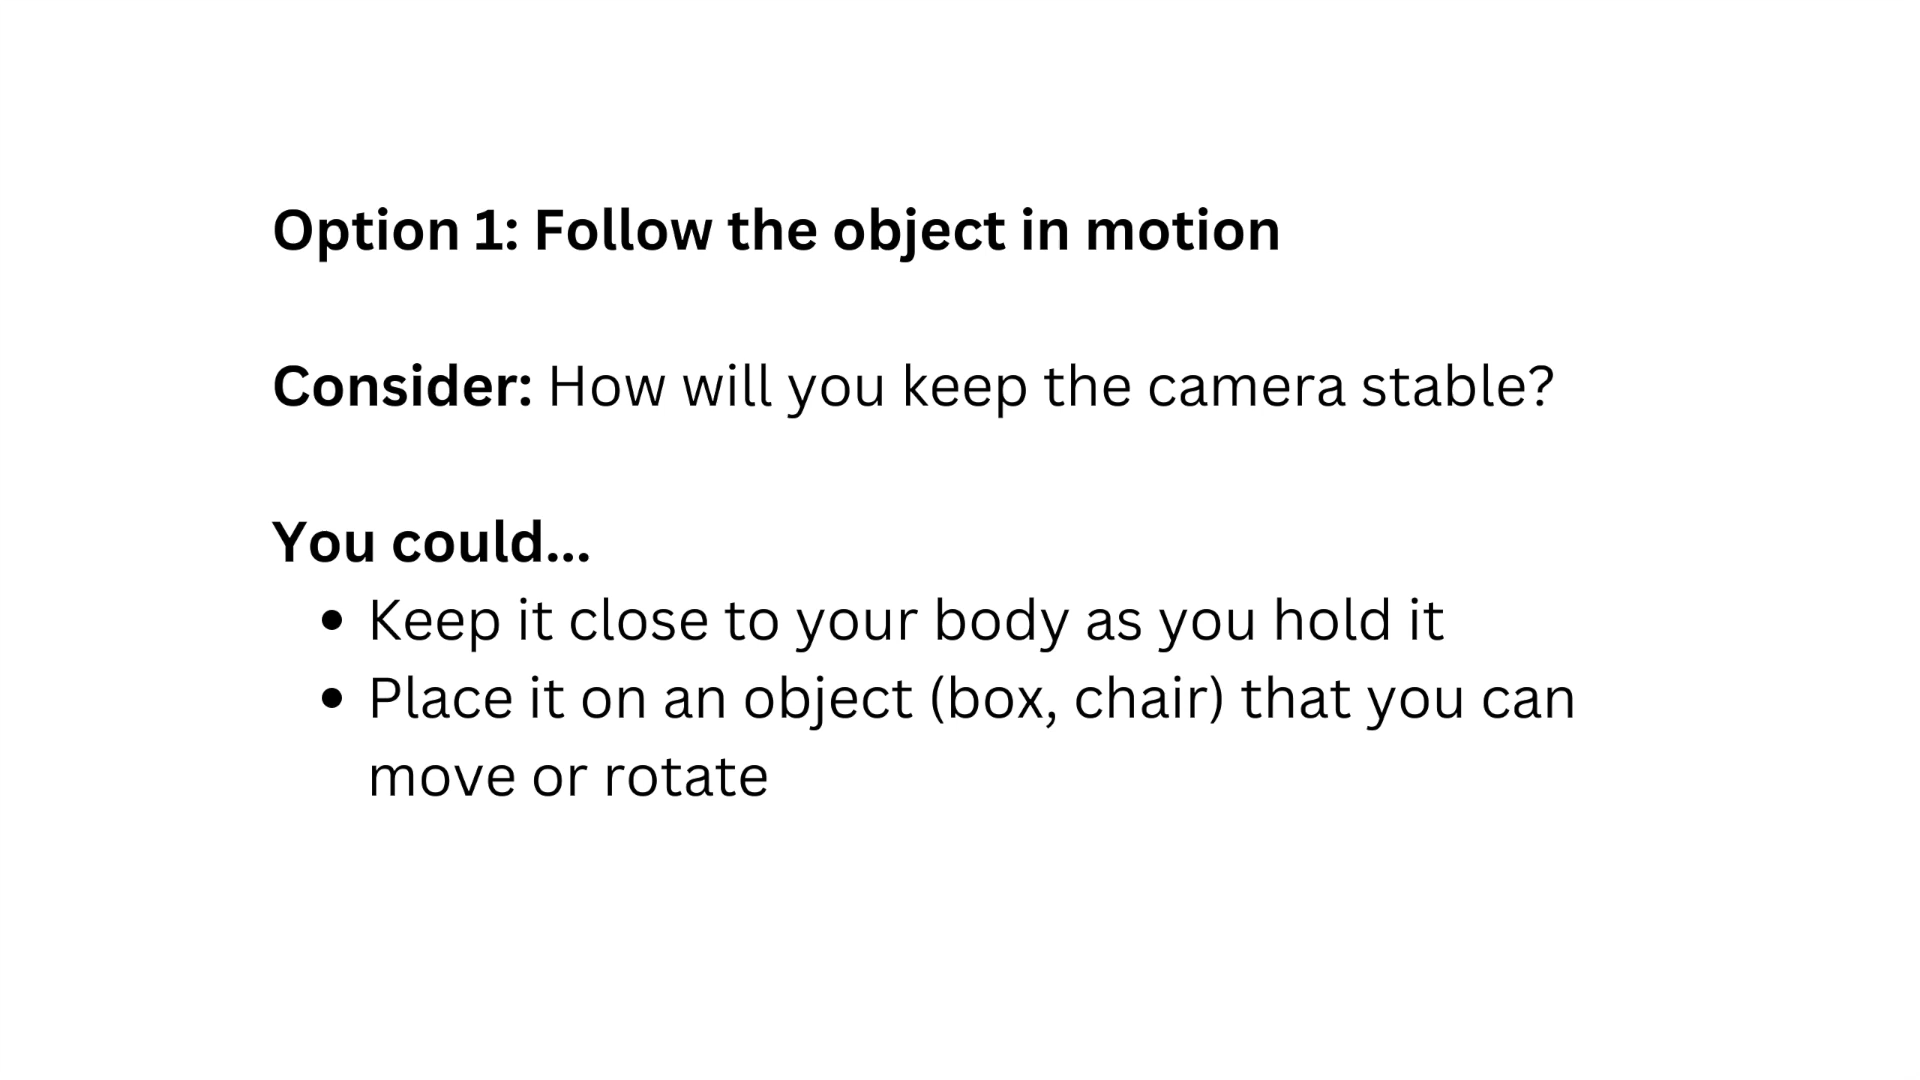 Option 1: Follow the object in motion
Consider: How will you keep the camera stable?
You could...
• Keep it close to your body as you hold it
• Place it on an object (box, chair) that you can
move or rotate